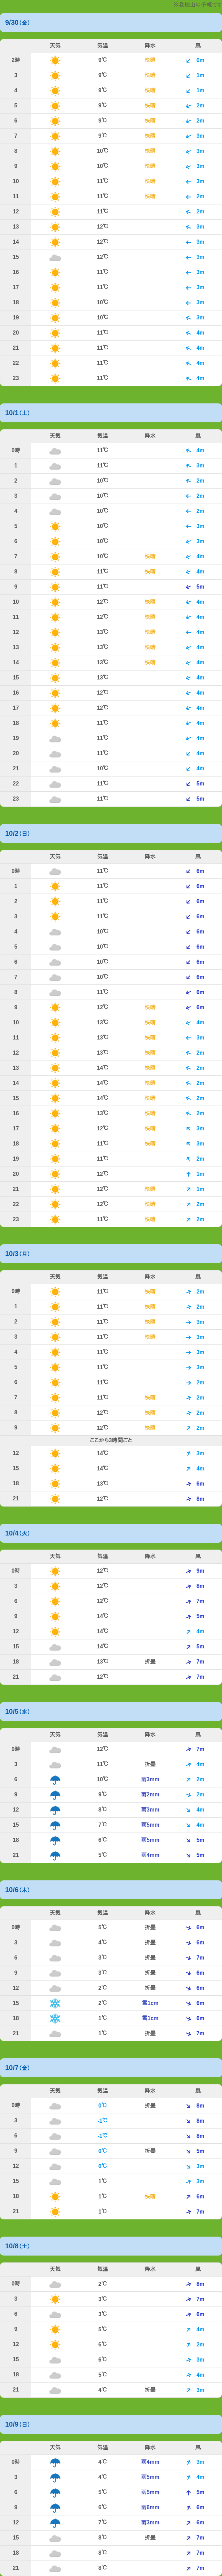 9/30(金)
天気 気温 降水 風
2時 9℃ 快晴 0m
3 9℃ 快晴 1m
4 9℃ 快晴 1m
5 9℃ 快晴 2m
6 9℃ 快晴 2m
7 9℃ 快晴 3m
8 10℃ 快晴 3m
9 10℃ 快晴 3m
10 11℃ 快晴 3m
11 11℃ 快晴 2m
12 11℃ 2m
13 12℃ 3m
14 12℃ 3m
15 12℃ 3m
16 11℃ 3m
17 11℃ 3m
18 10℃ 3m
19 10℃ 3m
20 11℃ 4m
21 11℃ 4m
22 11℃ 4m
23 11℃ 4m
10/1(土)
天気 気温 降水 風
0時 11℃ 4m
1 11℃ 3m
2 10℃ 2m
3 10℃ 2m
4 10℃ 2m
5 10℃ 3m
6 10℃ 3m
7 10℃ 快晴 4m
8 11℃ 快晴 4m
9 11℃ 5m
10 12℃ 快晴 4m
11 12℃ 快晴 4m
12 13℃ 快晴 4m
13 13℃ 快晴 4m
14 13℃ 快晴 4m
15 13℃ 4m
16 12℃ 4m
17 12℃ 4m
18 11℃ 4m
19 11℃ 4m
20 11℃ 4m
21 10℃ 4m
22 11℃ 5m
23 11℃ 5m
10/2(日)
天気 気温 降水 風
0時 11℃ 6m
1 11℃ 6m
2 11℃ 6m
3 11℃ 6m
4 10℃ 6m
5 10℃ 6m
6 10℃ 6m
7 10℃ 6m
8 11℃ 6m
9 12℃ 快晴 6m
10 13℃ 快晴 4m
11 13℃ 快晴 3m
12 13℃ 快晴 2m
13 14℃ 快晴 2m
14 14℃ 快晴 2m
15 14℃ 快晴 2m
16 13℃ 快晴 2m
17 12℃ 快晴 3m
18 11℃ 快晴 3m
19 11℃ 2m
20 12℃ 1m
21 12℃ 快晴 1m
22 12℃ 快晴 2m
23 11℃ 快晴 2m
10/3(月)
天気 気温 降水 風
0時 11℃ 快晴 2m
1 11℃ 快晴 2m
2 11℃ 快晴 3m
3 11℃ 快晴 3m
4 11℃ 3m
5 11℃ 3m
6 11℃ 2m
7 11℃ 快晴 2m
8 12℃ 快晴 2m
9 12℃ 快晴 2m
ここから3時間ごと
12 14℃ 3m
15 14℃ 4m
18 13℃ 6m
21 12℃ 8m
10/4(火)
天気 気温 降水 風
0時 12℃ 9m
3 12℃ 8m
6 12℃ 7m
9 14℃ 5m
12 14℃ 4m
15 14℃ 5m
18 13℃ 折曇 7m
21 12℃ 7m
10/5(水)
天気 気温 降水 風
0時 12℃ 7m
3 11℃ 折曇 4m
6 10℃ 雨3mm 2m
9 9℃ 雨2mm 2m
12 8℃ 雨3mm 4m
15 7℃ 雨5mm 4m
18 6℃ 雨5mm 5m
21 5℃ 雨4mm 5m
10/6(木)
天気 気温 降水 風
0時 5℃ 折曇 6m
3 4℃ 折曇 6m
6 3℃ 折曇 7m
9 3℃ 折曇 6m
12 2℃ 折曇 6m
15 2℃ 雪1cm 6m
18 1℃ 雪1cm 6m
21 1℃ 折曇 7m
10/7(金)
天気 気温 降水 風
0時 0℃ 折曇 8m
3 -1℃ 8m
6 -1℃ 8m
9 0℃ 折曇 5m
12 0℃ 3m
15 1℃ 3m
18 1℃ 快晴 6m
21 1℃ 7m
10/8(土)
天気 気温 降水 風
0時 2℃ 8m
3 3℃ 7m
6 3℃ 6m
9 5℃ 4m
12 6℃ 2m
15 6℃ 3m
18 5℃ 4m
21 4℃ 折曇 3m
10/9(日)
天気 気温 降水 風
0時 4℃ 雨4mm 3m
3 4℃ 雨5mm 4m
6 5℃ 雨5mm 5m
9 6℃ 雨6mm 6m
12 7℃ 雨3mm 6m
15 8℃ 折曇 7m
18 8℃ 7m
21 8℃ 7m